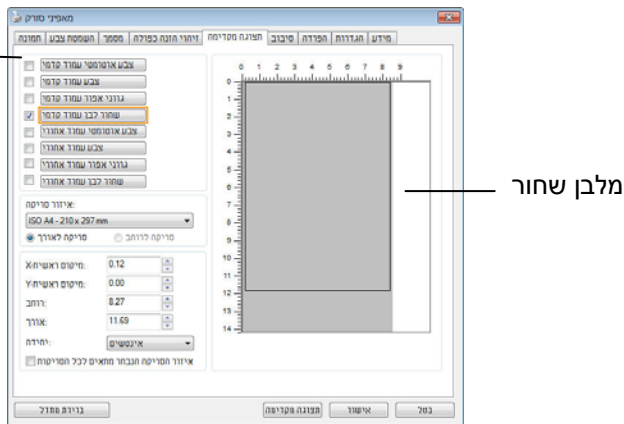 מאפייני סורק
מידע הגדרות הפרדה סיבוב תצוגה מקדימה זיהוי הזנה כפולה מסמך השמטת צבע תמונה
צבע אוטומטי עמוד קדמי
צבע עמוד קדמי
גווני אפור עמוד קדמי
שחור לבן עמוד קדמי
צבע אוטומטי עמוד אחורי
צבע עמוד אחורי
גווני אפור עמוד אחורי
שחור לבן עמוד אחורי
איזור סריקה:
ISO A4 - 210 x 297 mm
סריקה לאורך סריקה לרוחב
מיקום ראשית-X: 0.12
מיקום ראשית-Y: 0.00
רוחב: 8.27
אורך: 11.69
יחידה: אינטשים
איזור הסריקה הנבחר מתאים לכל הסריקות
0 1 2 3 4 5 6 7 8 9
0
1
2
3
4
5
6
7
8
9
10
11
12
13
14
מלבן שחור
ברירת מחדל תצוגה מקדימה אישור בטל